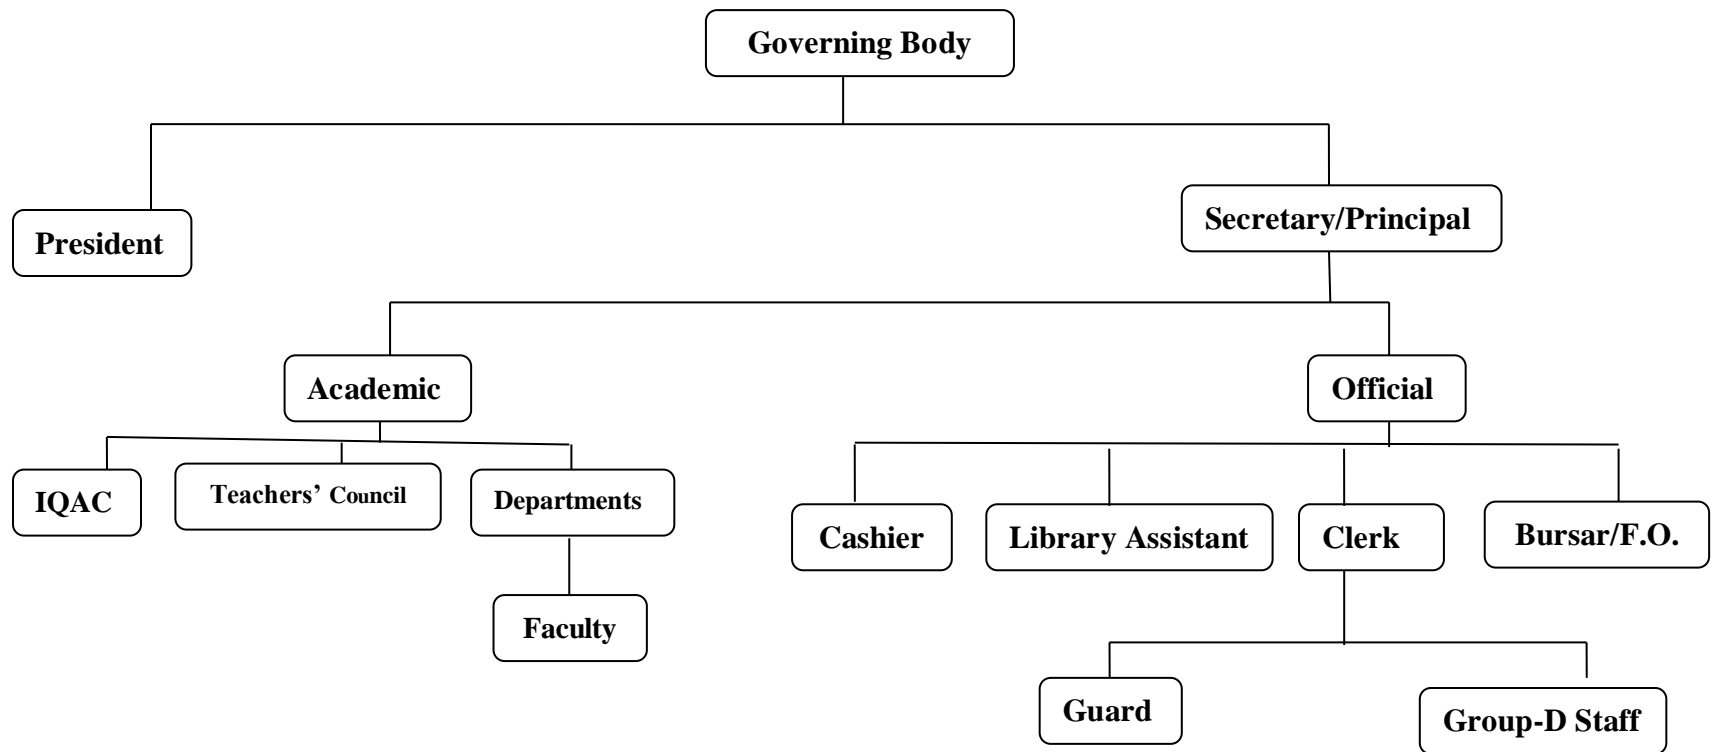 Governing Body
President
Secretary/Principal
Academic
Official
IQAC
Teachers’ Council
Departments
Cashier
Library Assistant
Clerk
Bursar/F.O.
Faculty
Guard
Group-D Staff